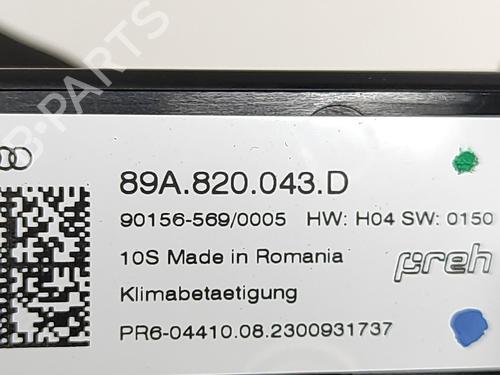 B-PARTS
89A.820.043.D
90156-569/0005 HW: H04 SW: 0150
10S Made in Romania
preh
Klimabetaetigung
PR6-04410.08.2300931737